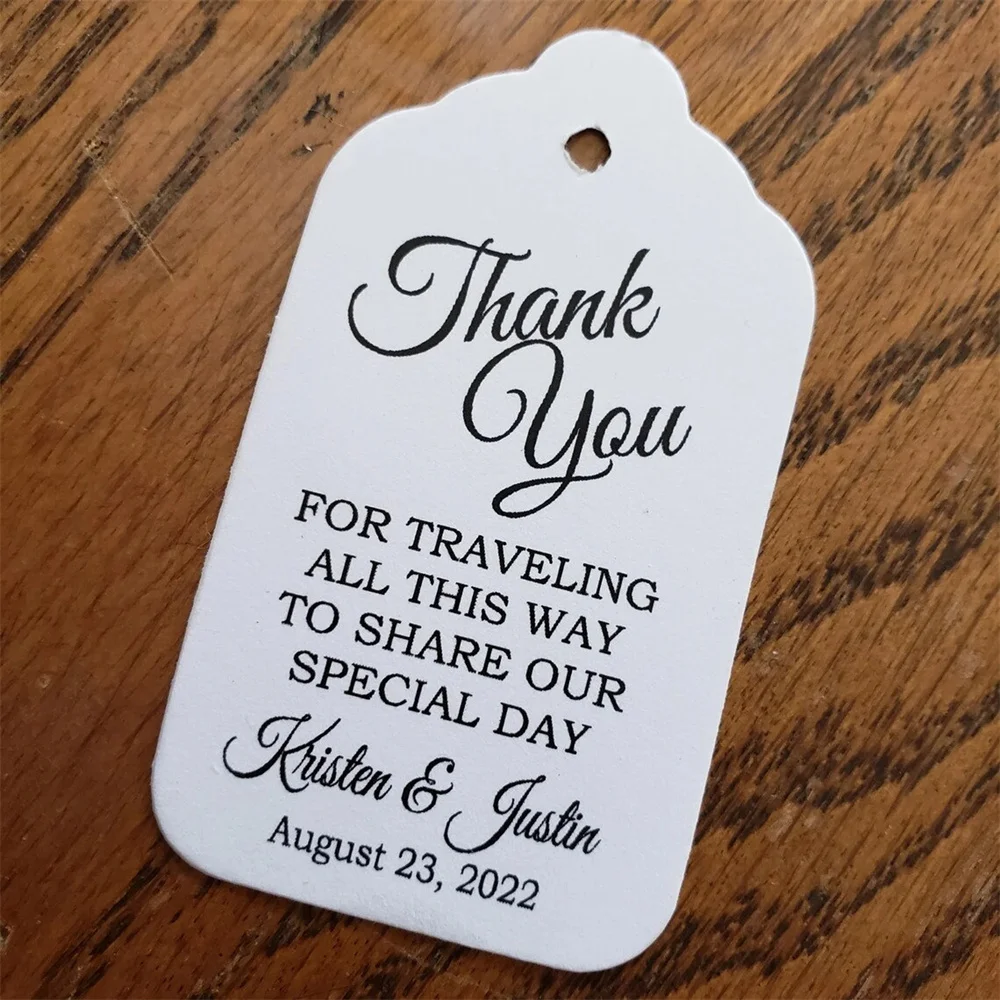 Thank
You
FOR TRAVELING
ALL THIS WAY
TO SHARE OUR
SPECIAL DAY
Kristen & Justin
August 23, 2022